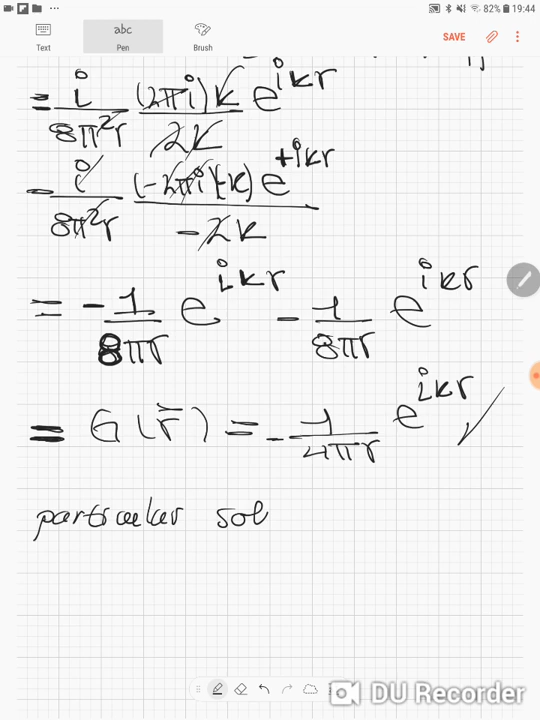 82% 19:44
abc
Text Pen Brush SAVE
= i/8π²r (2πi)k/2k e^ikr
- i/8π²r (-2πi)(-k)e^+ikr/-2k
= - 1/8πr e^ikr - 1/8πr e^ikr
= G(r̄) = - 1/4πr e^ikr ✓
particular sol
DU Recorder